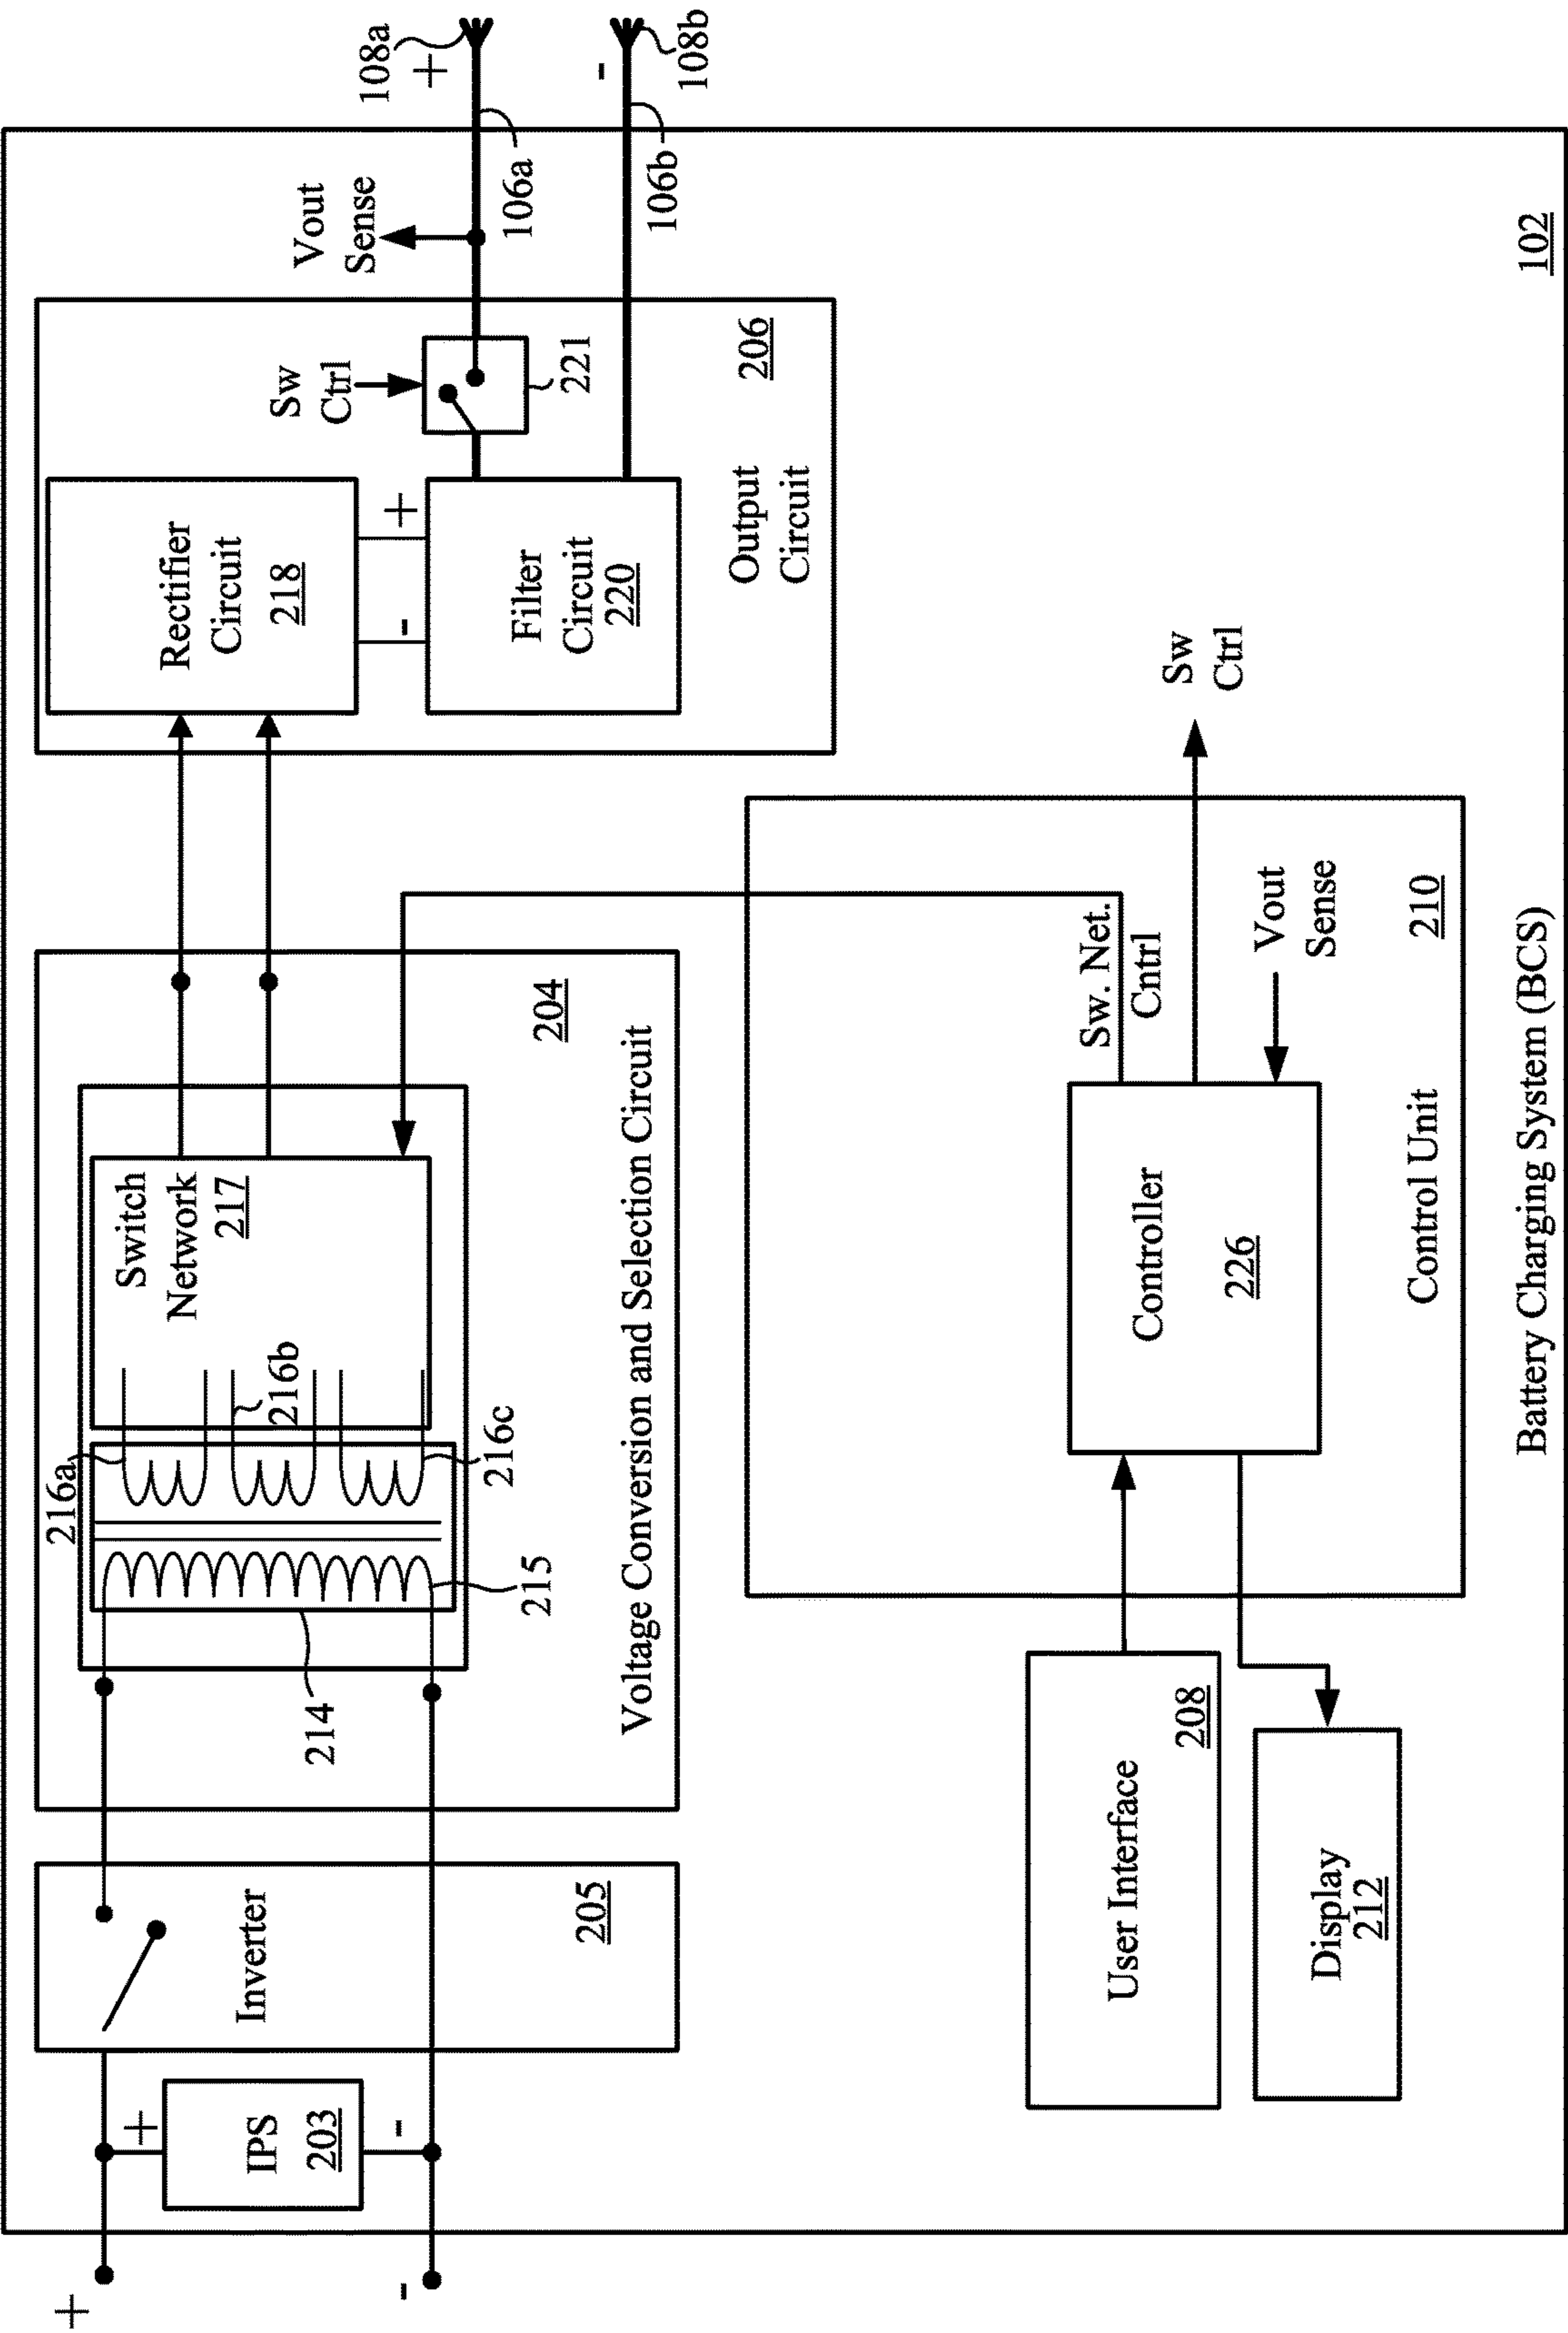 +
-
+
IPS
203
-
Inverter
205
214
215
216a
216b
216c
Switch
Network
217
204
Voltage Conversion and Selection Circuit
Rectifier
Circuit
218
-
+
Filter
Circuit
220
Sw
Ctrl
221
206
Output
Circuit
Vout
Sense
106a
106b
108a
+
-
108b
User Interface
208
Display
212
Controller
226
Sw. Net.
Cntrl
Vout
Sense
210
Control Unit
Sw
Ctrl
102
Battery Charging System (BCS)